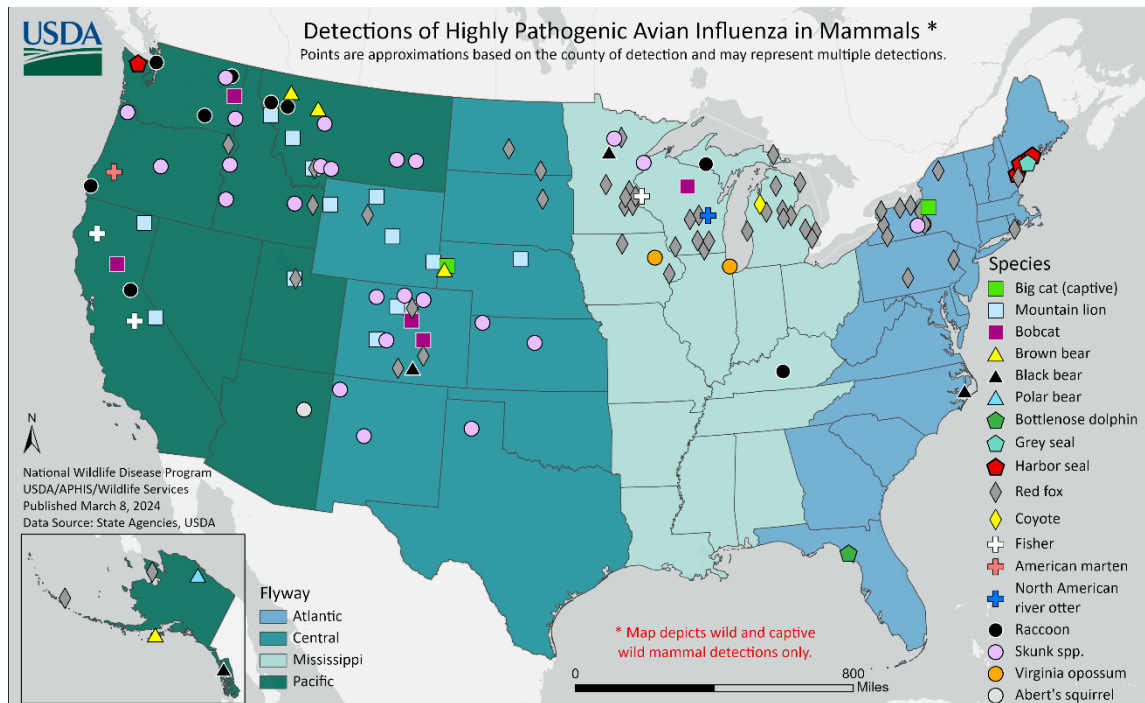 USDA
Detections of Highly Pathogenic Avian Influenza in Mammals *
Points are approximations based on the county of detection and may represent multiple detections.
Species
Big cat (captive)
Mountain lion
Bobcat
Brown bear
Black bear
Polar bear
Bottlenose dolphin
Grey seal
Harbor seal
Red fox
Coyote
Fisher
American marten
North American
river otter
Raccoon
Skunk spp.
Virginia opossum
Abert's squirrel
N
National Wildlife Disease Program
USDA/APHIS/Wildlife Services
Published March 8, 2024
Data Source: State Agencies, USDA
Flyway
Atlantic
Central
Mississippi
Pacific
* Map depicts wild and captive
wild mammal detections only.
0 800
Miles